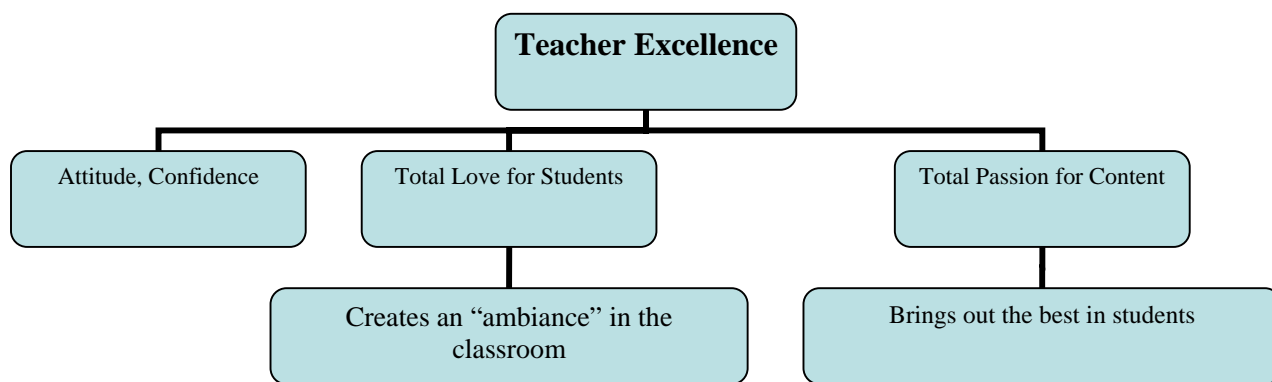 Teacher Excellence
Attitude, Confidence
Total Love for Students
Total Passion for Content
Creates an “ambiance” in the
classroom
Brings out the best in students